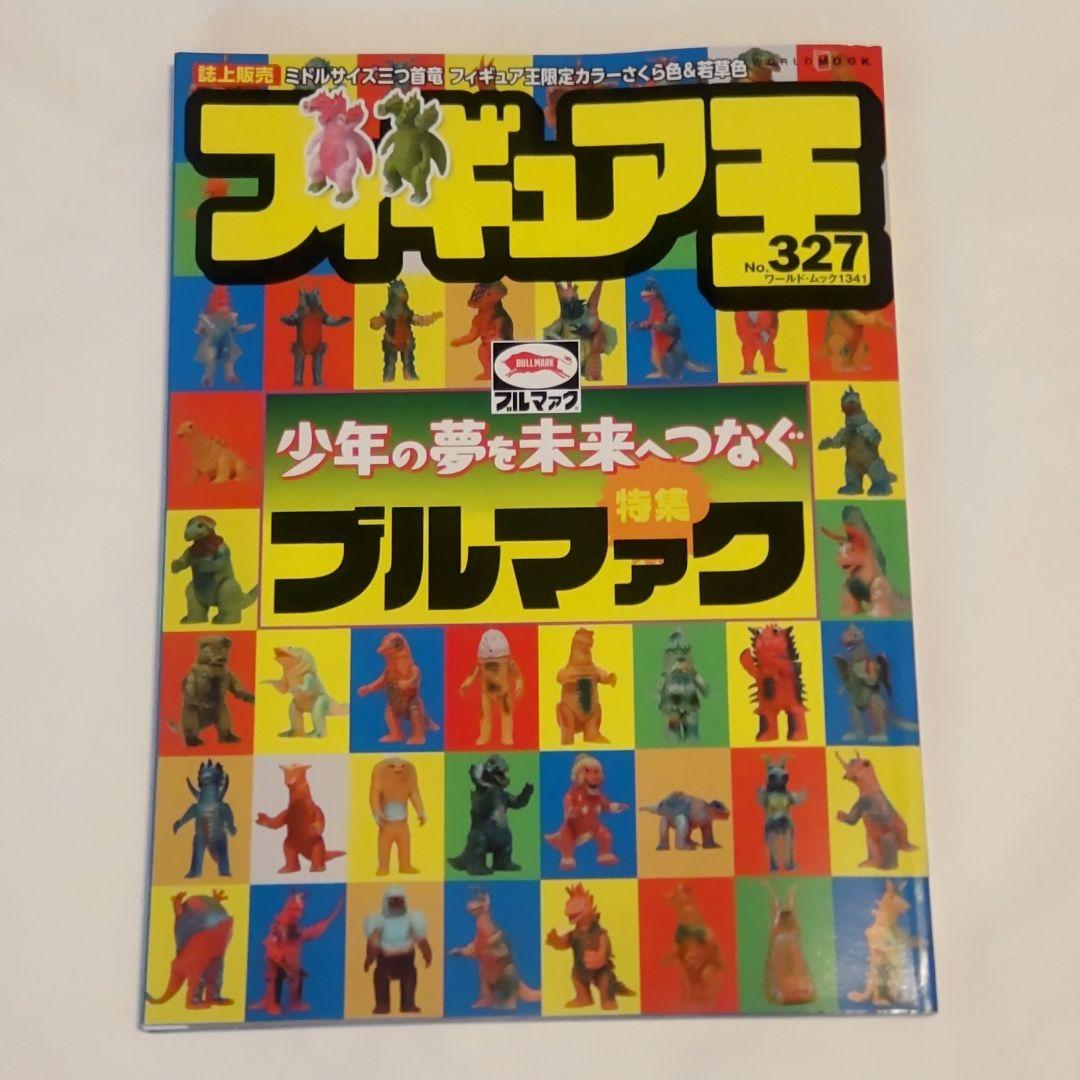 誌上販売 ミドルサイズ三つ首竜 フィギュア王限定カラーさくら色&若草色
WORLD MOOK
フィギュア王
No.327
ワールド・ムック1341
BULLMARK
ブルマァク
少年の夢を未来へつなぐ
特集
ブルマァク